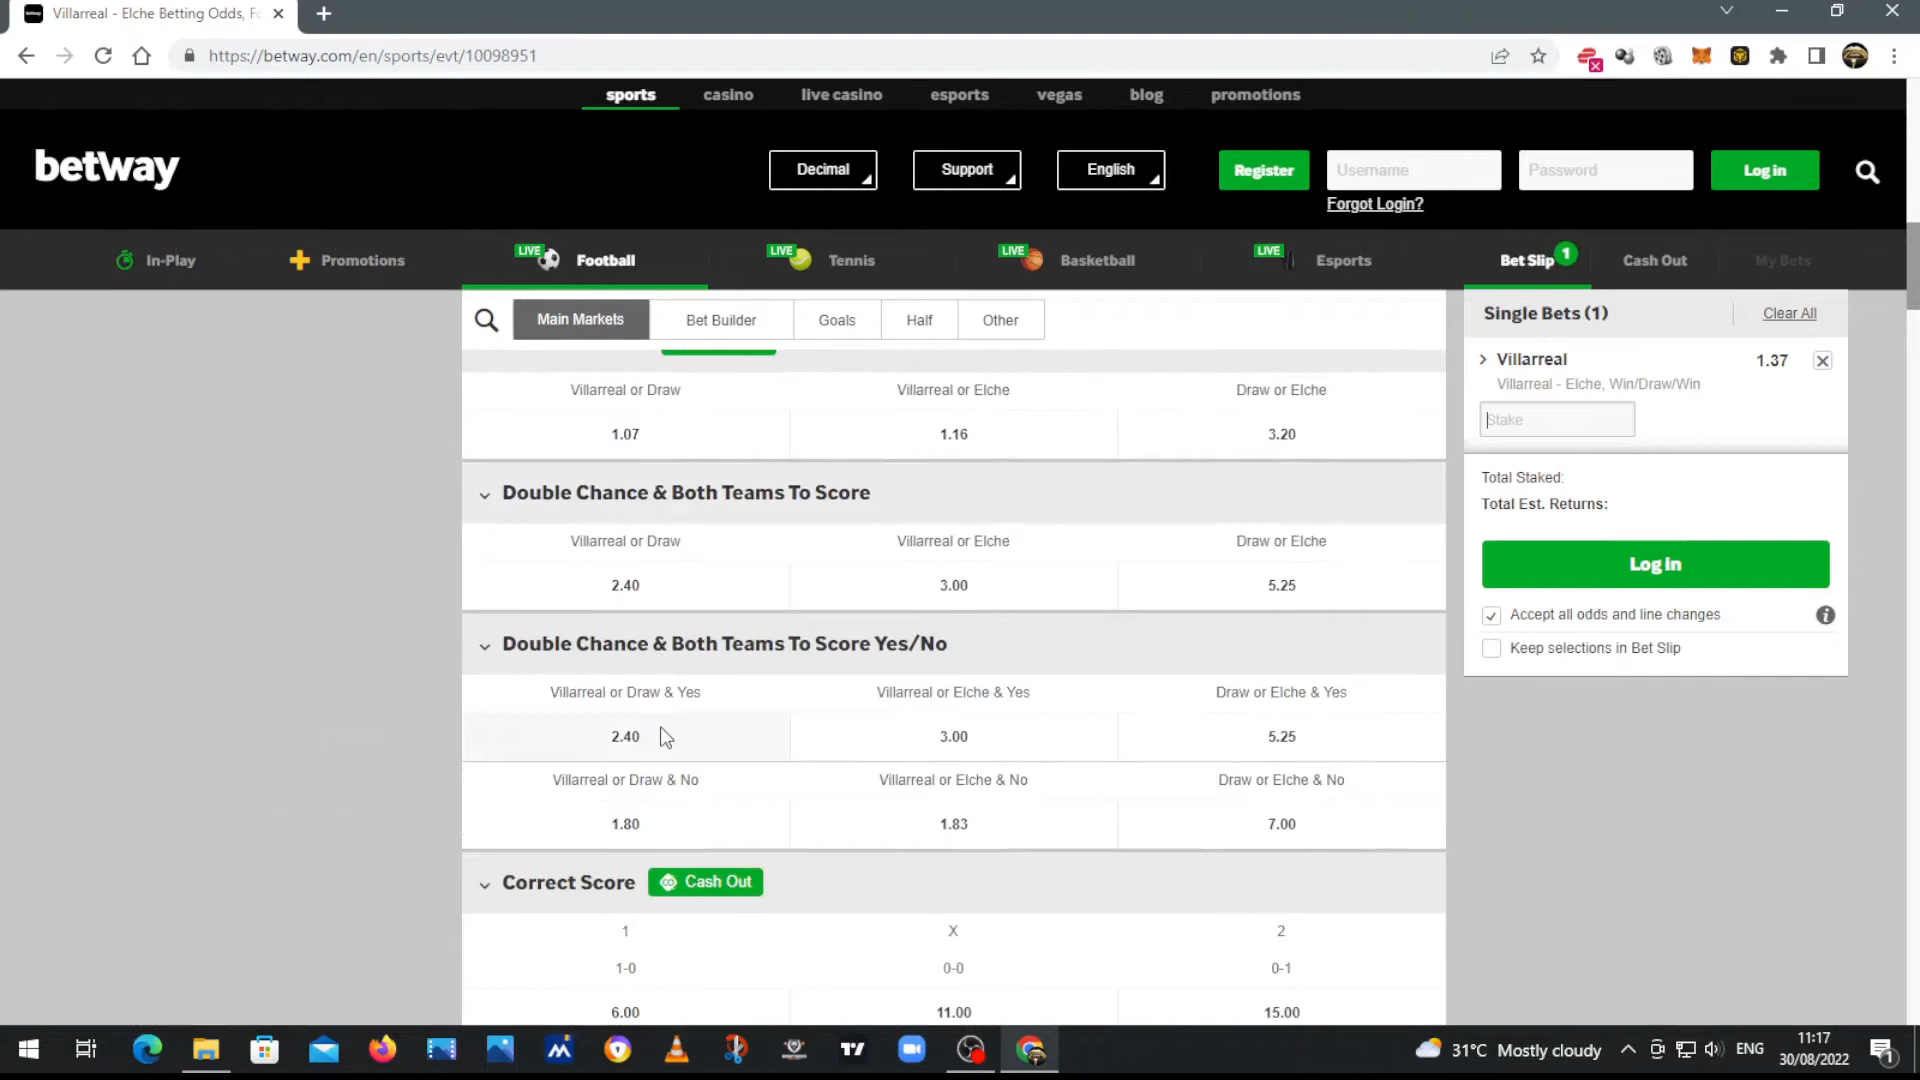 Villarreal - Elche Betting Odds, Fo
https://betway.com/en/sports/evt/10098951
sports casino live casino esports vegas blog promotions
betway
Decimal Support English Register Username Password Log in
Forgot Login?
In-Play Promotions LIVE Football LIVE Tennis LIVE Basketball LIVE Esports Bet Slip 1 Cash Out My Bets
Main Markets Bet Builder Goals Half Other
Villarreal or Draw Villarreal or Elche Draw or Elche
1.07 1.16 3.20
Double Chance & Both Teams To Score
Villarreal or Draw Villarreal or Elche Draw or Elche
2.40 3.00 5.25
Double Chance & Both Teams To Score Yes/No
Villarreal or Draw & Yes Villarreal or Elche & Yes Draw or Elche & Yes
2.40 3.00 5.25
Villarreal or Draw & No Villarreal or Elche & No Draw or Elche & No
1.80 1.83 7.00
Correct Score Cash Out
1 X 2
1-0 0-0 0-1
6.00 11.00 15.00
Single Bets (1) Clear All
Villarreal 1.37
Villarreal - Elche, Win/Draw/Win
Stake
Total Staked:
Total Est. Returns:
Log in
Accept all odds and line changes
Keep selections in Bet Slip
31°C Mostly cloudy ENG 11:17
30/08/2022 1